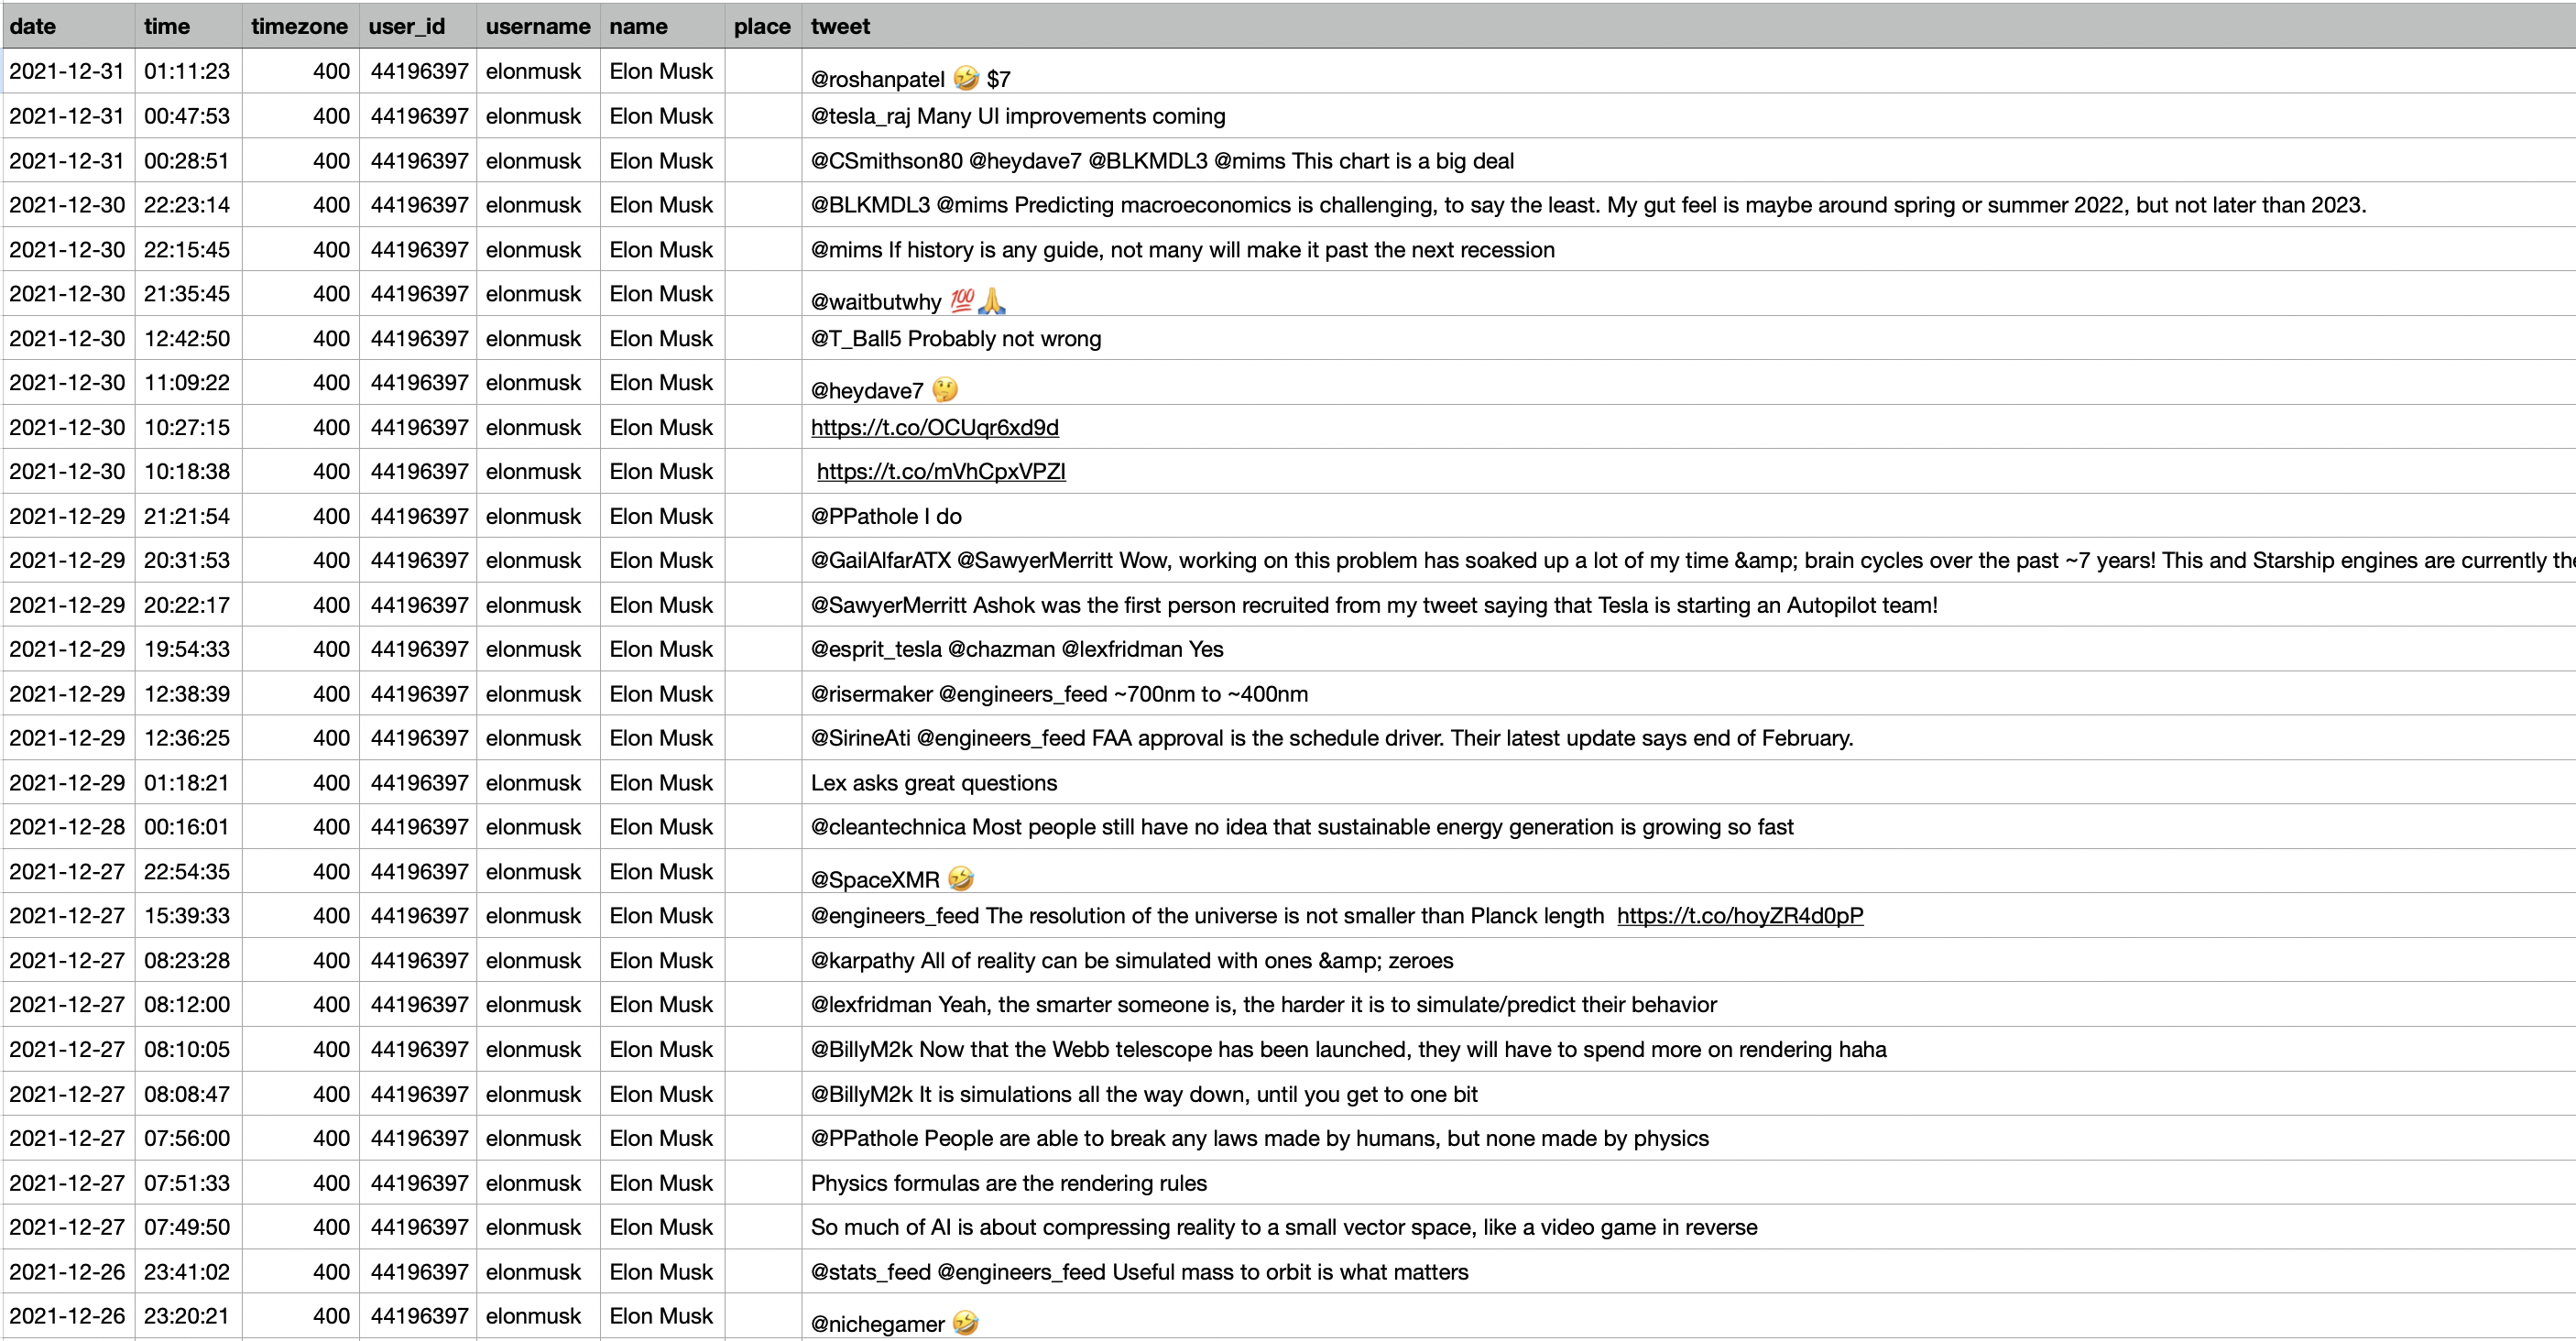 date time timezone user_id username name place tweet
2021-12-31 01:11:23 400 44196397 elonmusk Elon Musk @roshanpatel 🤣 $7
2021-12-31 00:47:53 400 44196397 elonmusk Elon Musk @tesla_raj Many UI improvements coming
2021-12-31 00:28:51 400 44196397 elonmusk Elon Musk @CSmithson80 @heydave7 @BLKMDL3 @mims This chart is a big deal
2021-12-30 22:23:14 400 44196397 elonmusk Elon Musk @BLKMDL3 @mims Predicting macroeconomics is challenging, to say the least. My gut feel is maybe around spring or summer 2022, but not later than 2023.
2021-12-30 22:15:45 400 44196397 elonmusk Elon Musk @mims If history is any guide, not many will make it past the next recession
2021-12-30 21:35:45 400 44196397 elonmusk Elon Musk @waitbutwhy 💯🙏
2021-12-30 12:42:50 400 44196397 elonmusk Elon Musk @T_Ball5 Probably not wrong
2021-12-30 11:09:22 400 44196397 elonmusk Elon Musk @heydave7 🤔
2021-12-30 10:27:15 400 44196397 elonmusk Elon Musk https://t.co/OCUqr6xd9d
2021-12-30 10:18:38 400 44196397 elonmusk Elon Musk https://t.co/mVhCpxVPZI
2021-12-29 21:21:54 400 44196397 elonmusk Elon Musk @PPathole I do
2021-12-29 20:31:53 400 44196397 elonmusk Elon Musk @GailAlfarATX @SawyerMerritt Wow, working on this problem has soaked up a lot of my time &amp; brain cycles over the past ~7 years! This and Starship engines are currently the
2021-12-29 20:22:17 400 44196397 elonmusk Elon Musk @SawyerMerritt Ashok was the first person recruited from my tweet saying that Tesla is starting an Autopilot team!
2021-12-29 19:54:33 400 44196397 elonmusk Elon Musk @esprit_tesla @chazman @lexfridman Yes
2021-12-29 12:38:39 400 44196397 elonmusk Elon Musk @risermaker @engineers_feed ~700nm to ~400nm
2021-12-29 12:36:25 400 44196397 elonmusk Elon Musk @SirineAti @engineers_feed FAA approval is the schedule driver. Their latest update says end of February.
2021-12-29 01:18:21 400 44196397 elonmusk Elon Musk Lex asks great questions
2021-12-28 00:16:01 400 44196397 elonmusk Elon Musk @cleantechnica Most people still have no idea that sustainable energy generation is growing so fast
2021-12-27 22:54:35 400 44196397 elonmusk Elon Musk @SpaceXMR 🤣
2021-12-27 15:39:33 400 44196397 elonmusk Elon Musk @engineers_feed The resolution of the universe is not smaller than Planck length https://t.co/hoyZR4d0pP
2021-12-27 08:23:28 400 44196397 elonmusk Elon Musk @karpathy All of reality can be simulated with ones &amp; zeroes
2021-12-27 08:12:00 400 44196397 elonmusk Elon Musk @lexfridman Yeah, the smarter someone is, the harder it is to simulate/predict their behavior
2021-12-27 08:10:05 400 44196397 elonmusk Elon Musk @BillyM2k Now that the Webb telescope has been launched, they will have to spend more on rendering haha
2021-12-27 08:08:47 400 44196397 elonmusk Elon Musk @BillyM2k It is simulations all the way down, until you get to one bit
2021-12-27 07:56:00 400 44196397 elonmusk Elon Musk @PPathole People are able to break any laws made by humans, but none made by physics
2021-12-27 07:51:33 400 44196397 elonmusk Elon Musk Physics formulas are the rendering rules
2021-12-27 07:49:50 400 44196397 elonmusk Elon Musk So much of AI is about compressing reality to a small vector space, like a video game in reverse
2021-12-26 23:41:02 400 44196397 elonmusk Elon Musk @stats_feed @engineers_feed Useful mass to orbit is what matters
2021-12-26 23:20:21 400 44196397 elonmusk Elon Musk @nichegamer 🤣